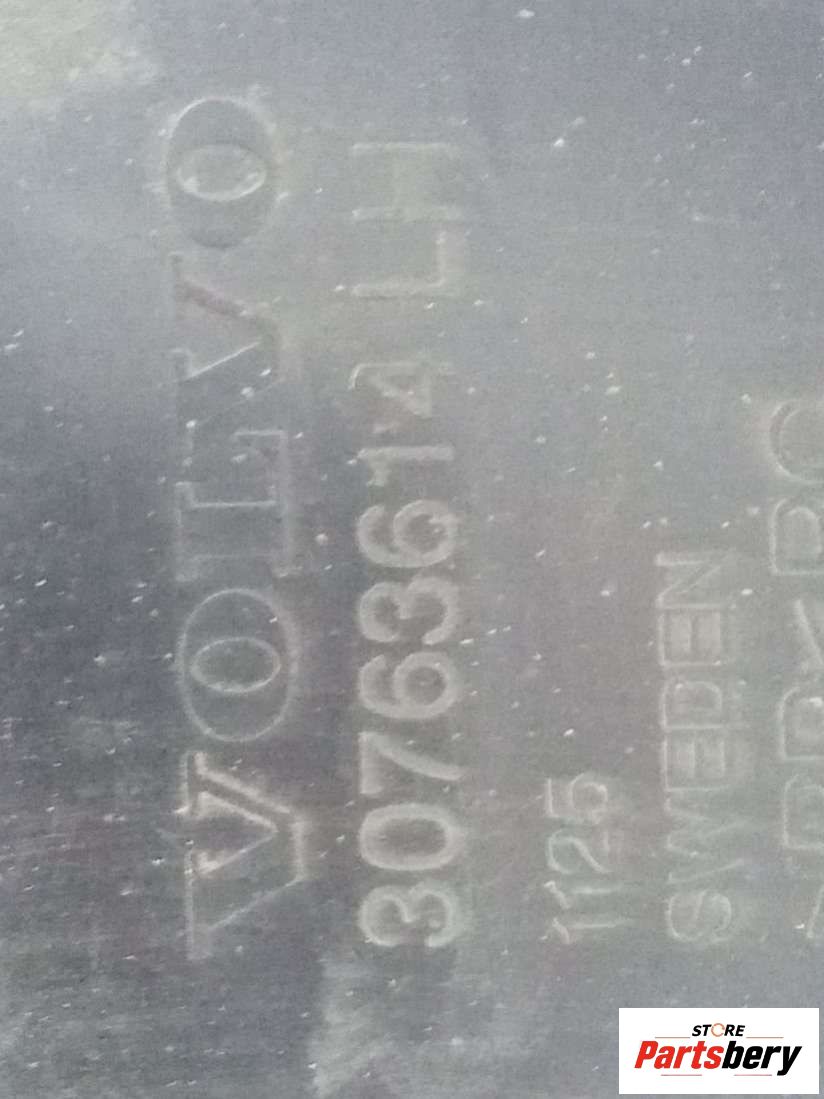 VOLVO
30763614 LH
1125
SWEDEN
STORE
Partsbery